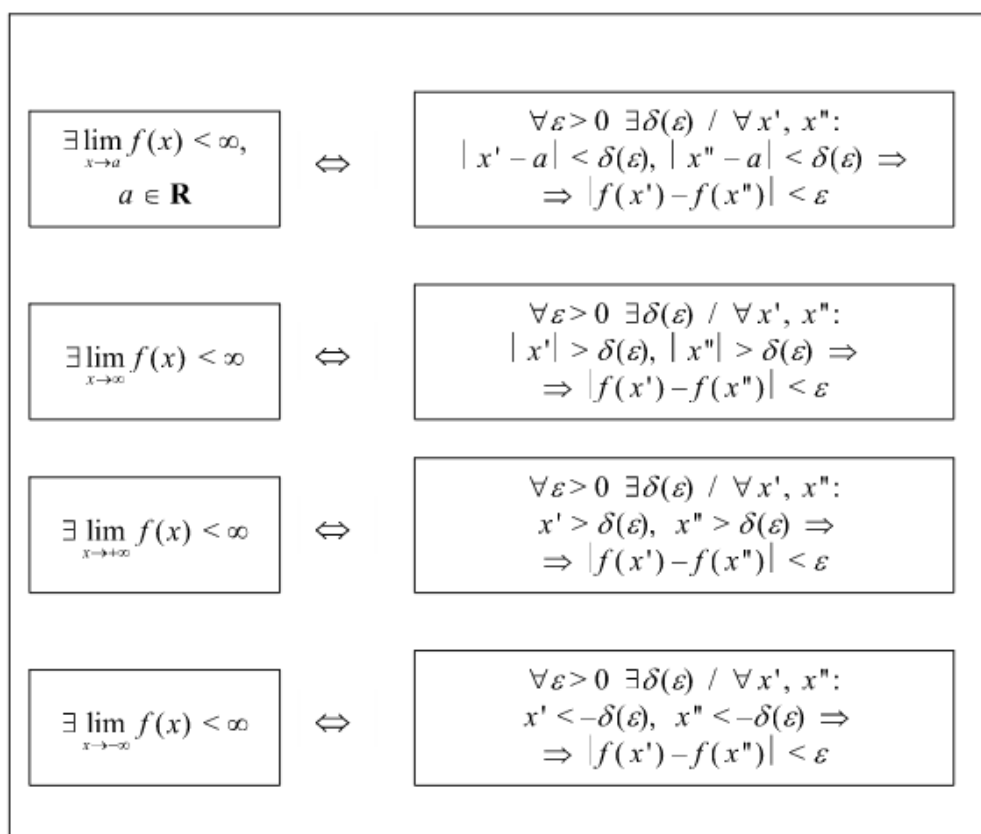 ∃ lim f(x) < ∞,
x→a
a ∈ R
⇔
∀ε > 0 ∃δ(ε) / ∀x', x":
|x' − a| < δ(ε), |x" − a| < δ(ε) ⇒
⇒ |f(x') − f(x")| < ε
∃ lim f(x) < ∞
x→∞
⇔
∀ε > 0 ∃δ(ε) / ∀x', x":
|x'| > δ(ε), |x"| > δ(ε) ⇒
⇒ |f(x') − f(x")| < ε
∃ lim f(x) < ∞
x→+∞
⇔
∀ε > 0 ∃δ(ε) / ∀x', x":
x' > δ(ε), x" > δ(ε) ⇒
⇒ |f(x') − f(x")| < ε
∃ lim f(x) < ∞
x→−∞
⇔
∀ε > 0 ∃δ(ε) / ∀x', x":
x' < −δ(ε), x" < −δ(ε) ⇒
⇒ |f(x') − f(x")| < ε